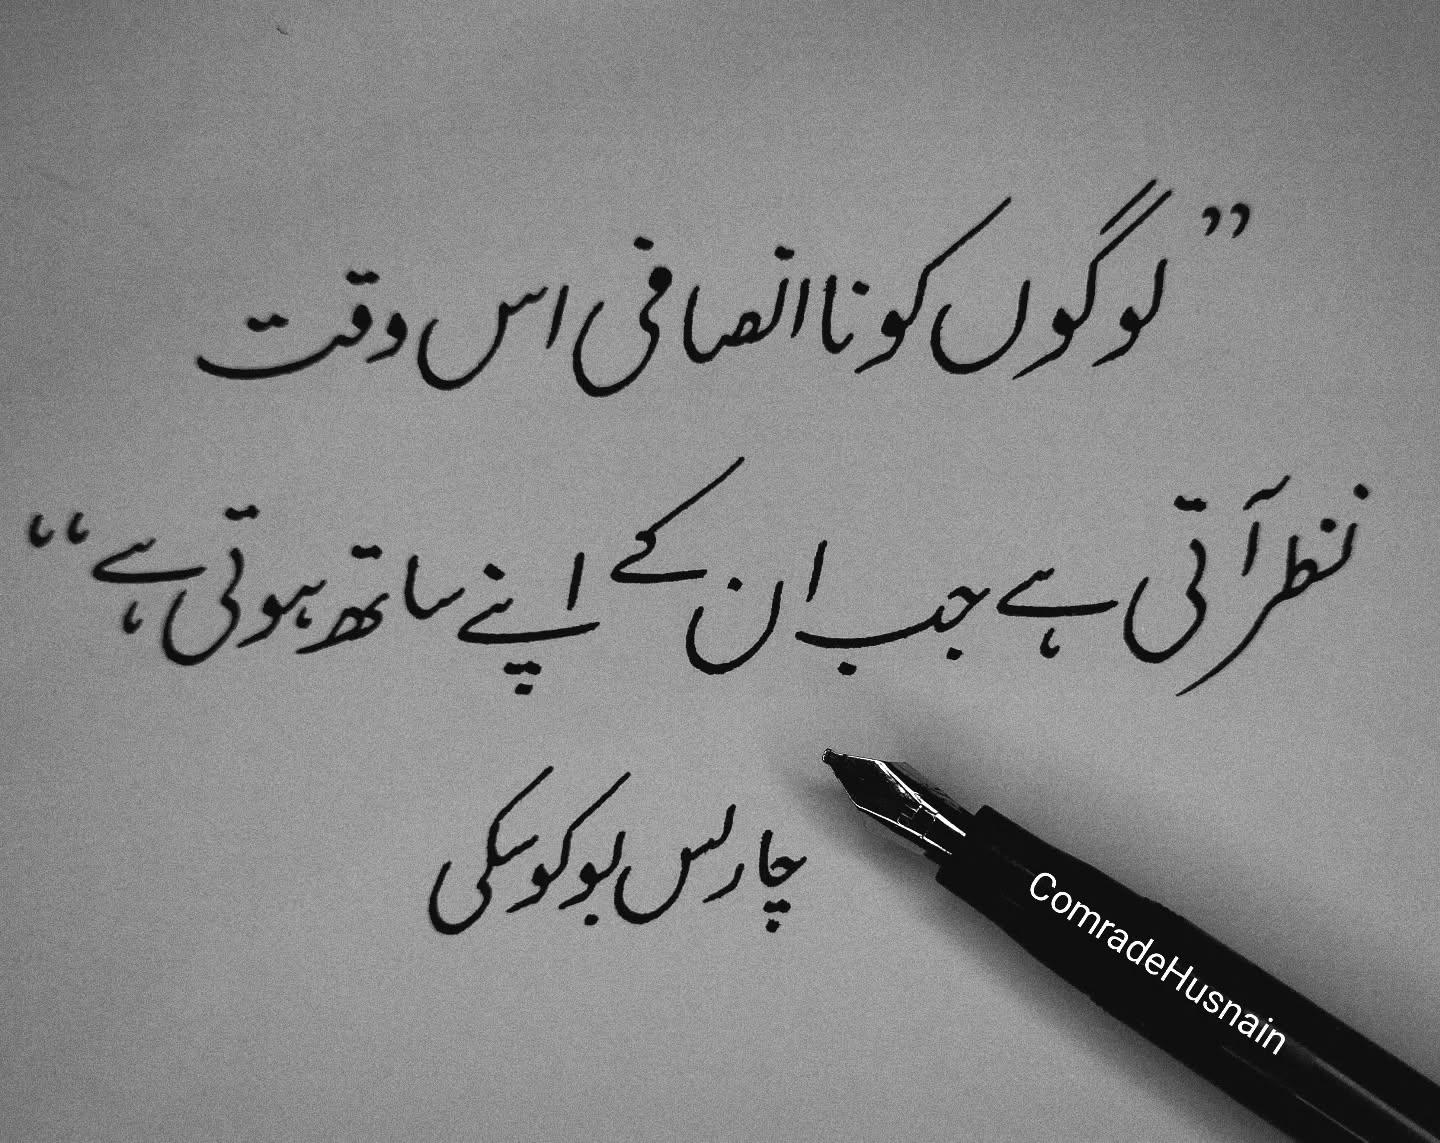 ”لوگوں کو ناانصافی اس وقت
نظر آتی ہے جب ان کے اپنے ساتھ ہوتی ہے“
چارلس بوکوسکی
ComradeHusnain